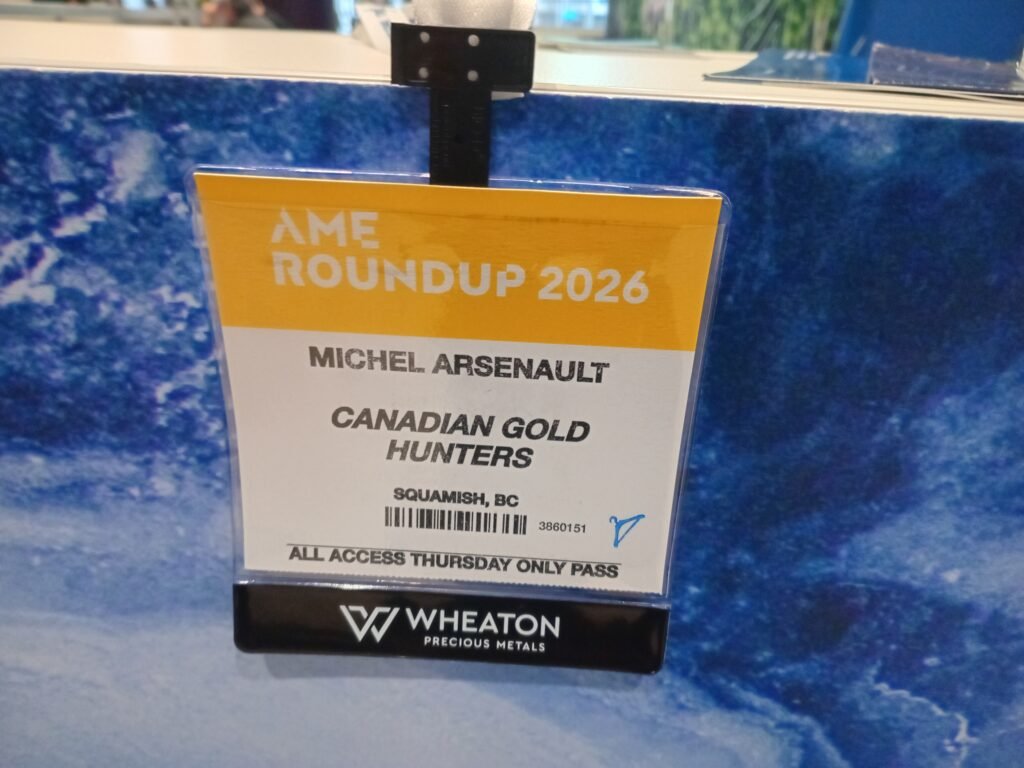 AME
ROUNDUP 2026
MICHEL ARSENAULT
CANADIAN GOLD
HUNTERS
SQUAMISH, BC
3860151
ALL ACCESS THURSDAY ONLY PASS
WHEATON
PRECIOUS METALS